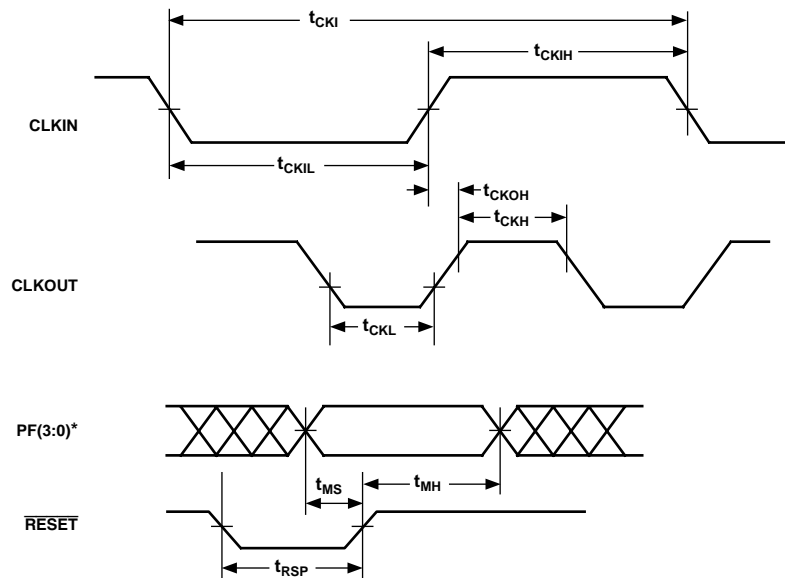 tCKI
tCKIH
CLKIN
tCKIL
tCKOH
tCKH
CLKOUT
tCKL
PF(3:0)*
tMS
tMH
RESET
tRSP